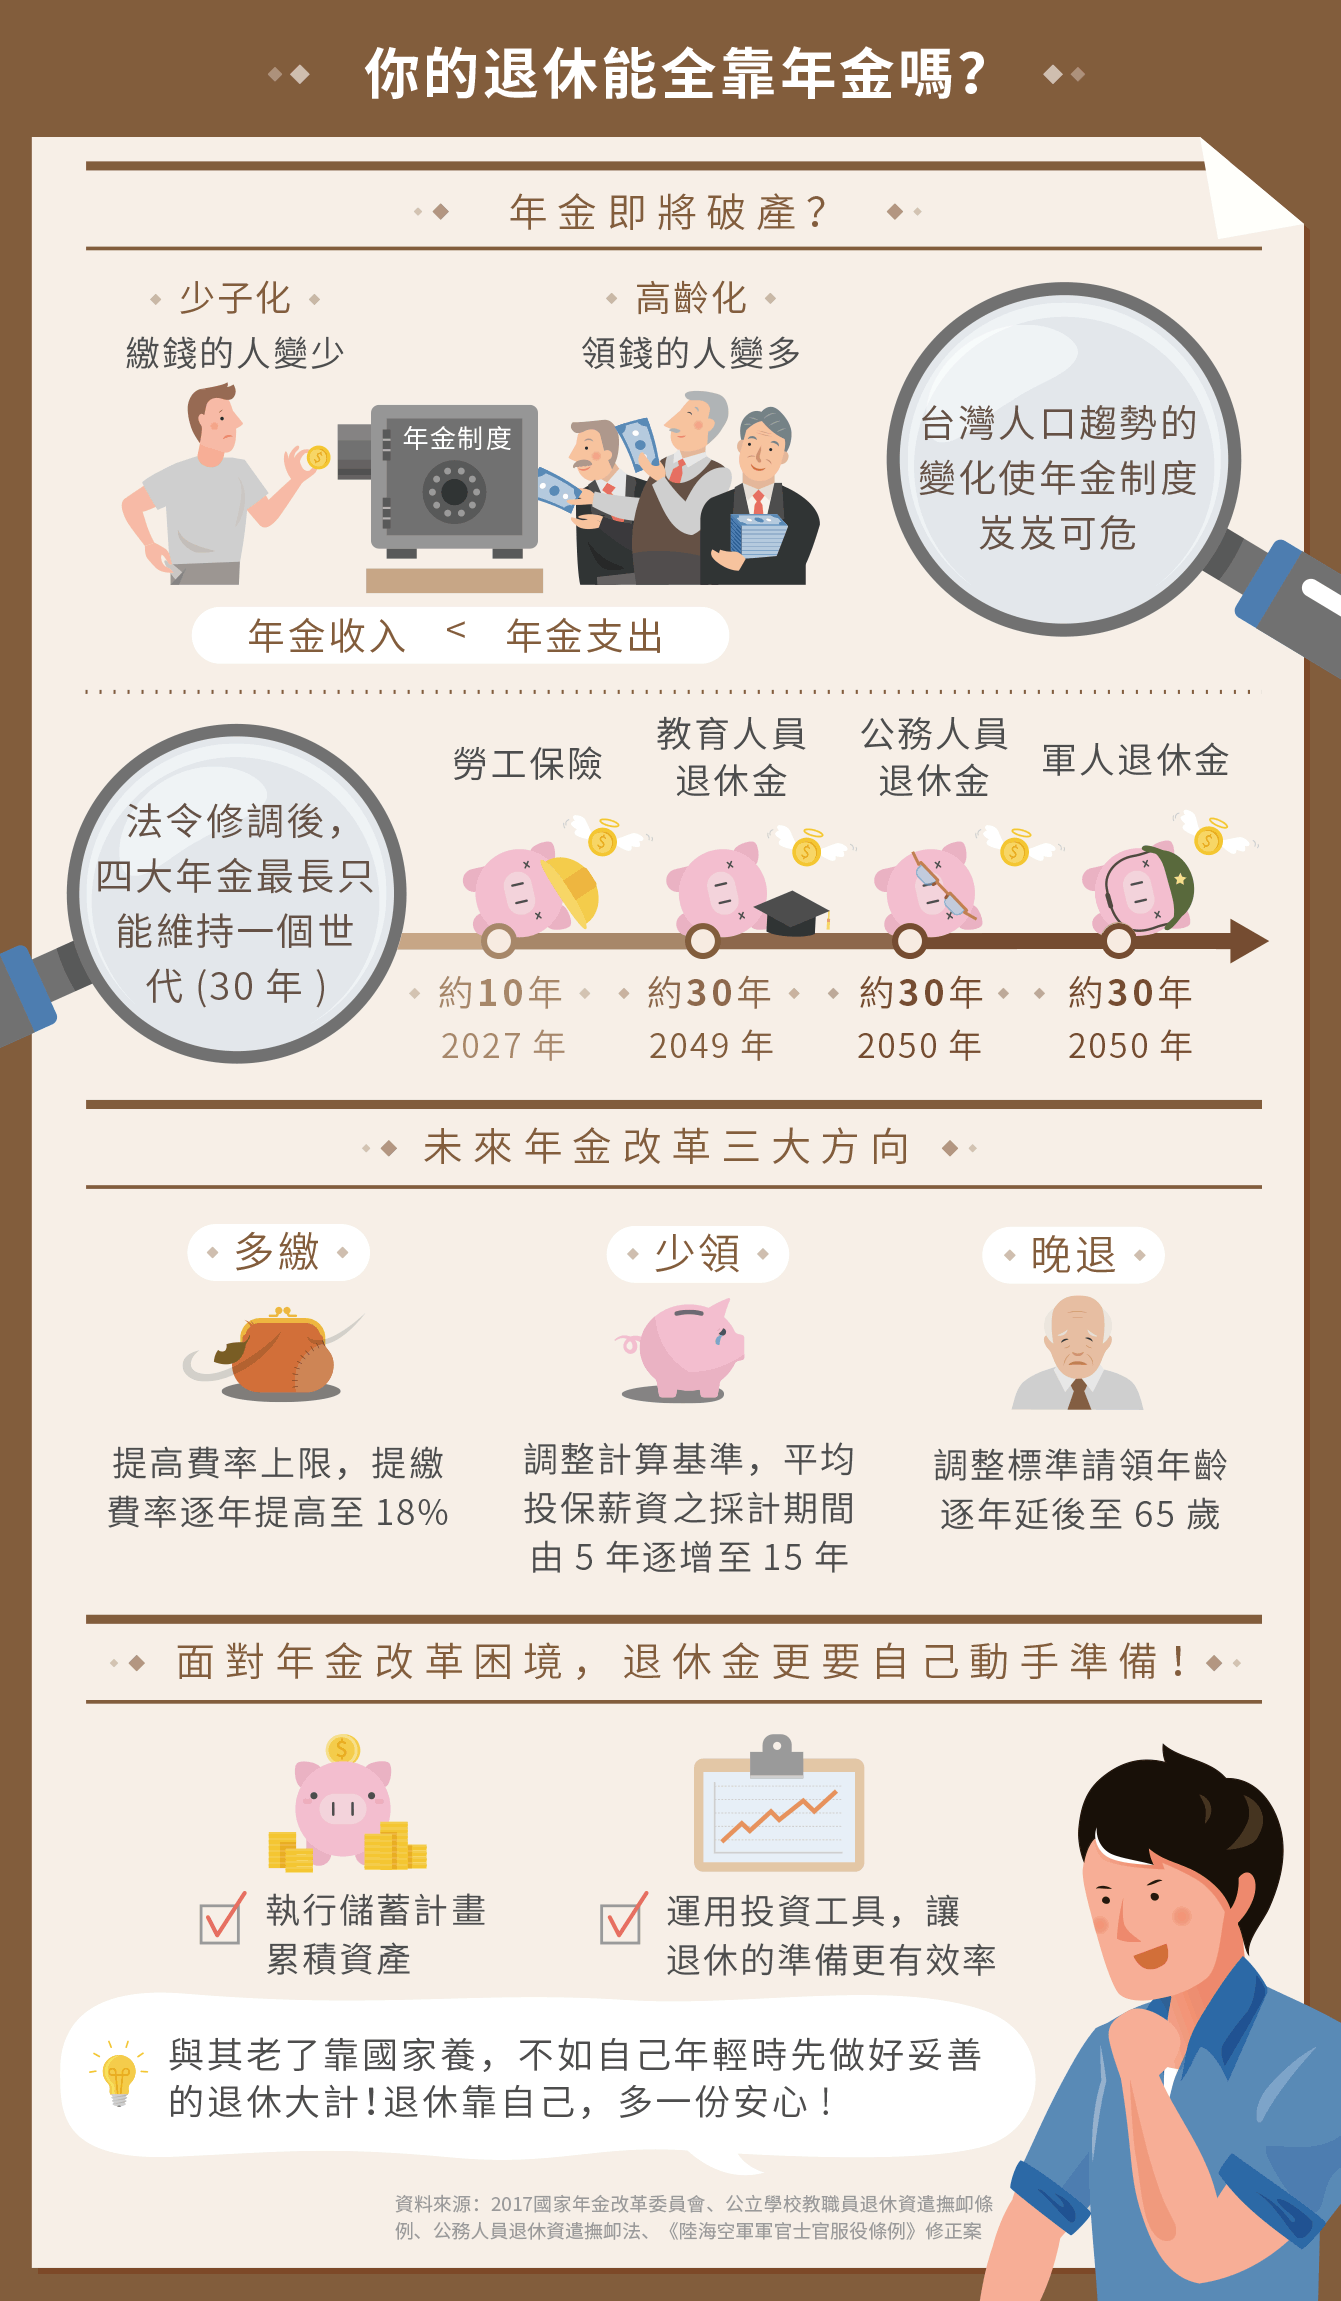 你的退休能全靠年金嗎？
年金即將破產？
少子化
繳錢的人變少
高齡化
領錢的人變多
年金制度
台灣人口趨勢的
變化使年金制度
岌岌可危
年金收入 < 年金支出
法令修調後，
四大年金最長只
能維持一個世
代 (30 年 )
勞工保險
教育人員
退休金
公務人員
退休金
軍人退休金
約10年
2027 年
約30年
2049 年
約30年
2050 年
約30年
2050 年
未來年金改革三大方向
多繳
提高費率上限，提繳
費率逐年提高至 18%
少領
調整計算基準，平均
投保薪資之採計期間
由 5 年逐增至 15 年
晚退
調整標準請領年齡
逐年延後至 65 歲
面對年金改革困境，退休金更要自己動手準備！
執行儲蓄計畫
累積資產
運用投資工具，讓
退休的準備更有效率
與其老了靠國家養，不如自己年輕時先做好妥善
的退休大計！退休靠自己，多一份安心！
資料來源：2017國家年金改革委員會、公立學校教職員退休資遣撫卹條
例、公務人員退休資遣撫卹法、《陸海空軍軍官士官服役條例》修正案